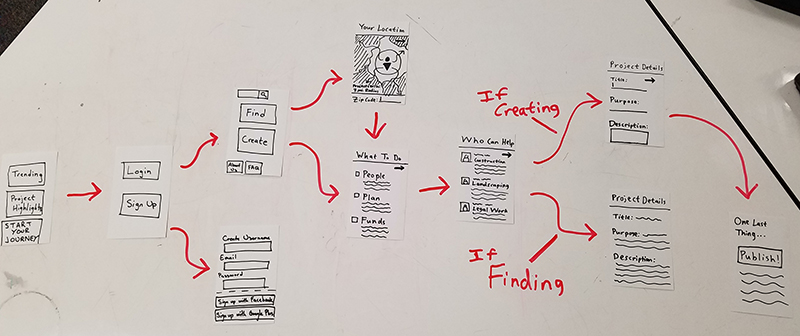 Trending
Project
Highlights
START
YOUR
JOURNEY
Login
Sign Up
Find
Create
About
Us
FAQ
Create Username
Email
Password
Sign up with Facebook
Sign up with Google Plus
Your Location
Your Radius
Zip Code:
What To Do
People
Plan
Funds
Who Can Help
Construction
Landscaping
Legal Work
If
Creating
If
Finding
Project Details
Title:
Purpose:
Description:
Project Details
Title:
Purpose:
Description:
One Last
Thing...
Publish!